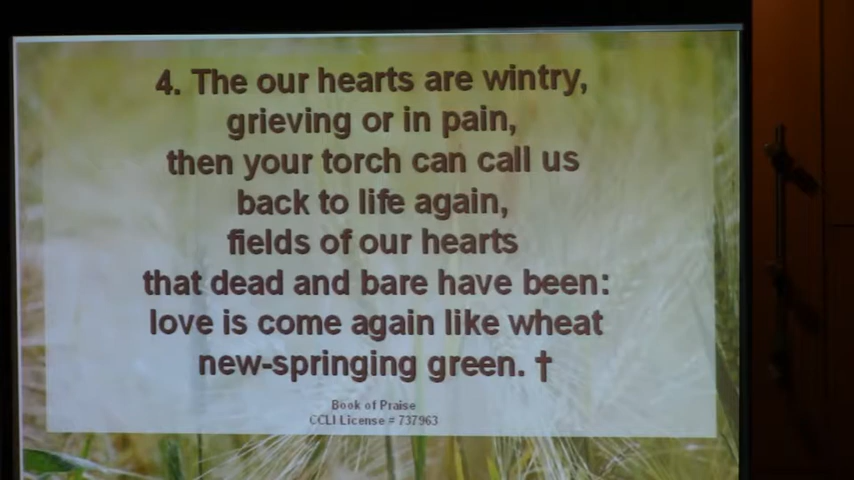 4. The our hearts are wintry,
grieving or in pain,
then your torch can call us
back to life again,
fields of our hearts
that dead and bare have been:
love is come again like wheat
new-springing green. ✝
Book of Praise
CCLI License # 737963